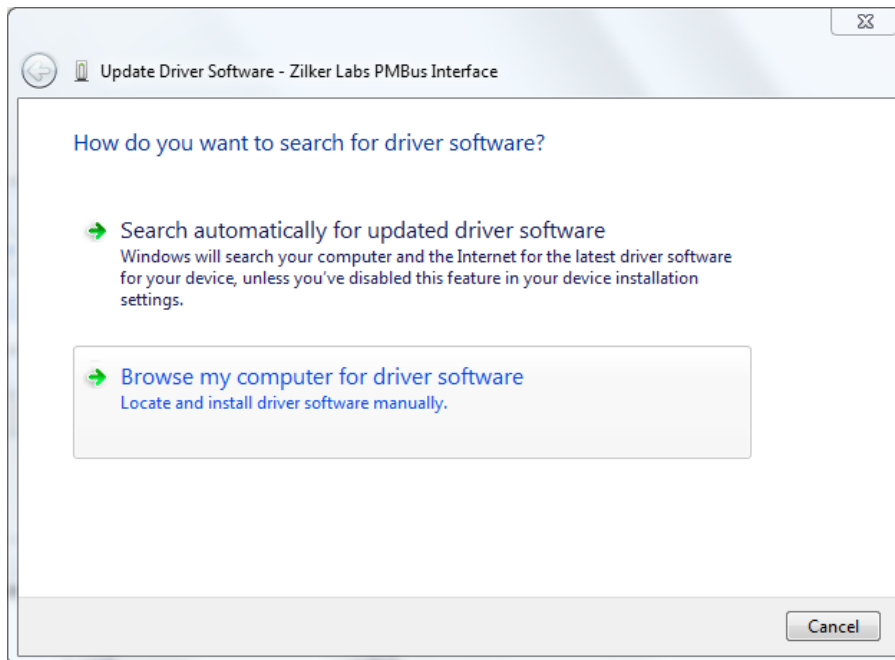 Update Driver Software - Zilker Labs PMBus Interface
How do you want to search for driver software?
Search automatically for updated driver software
Windows will search your computer and the Internet for the latest driver software
for your device, unless you've disabled this feature in your device installation
settings.
Browse my computer for driver software
Locate and install driver software manually.
Cancel